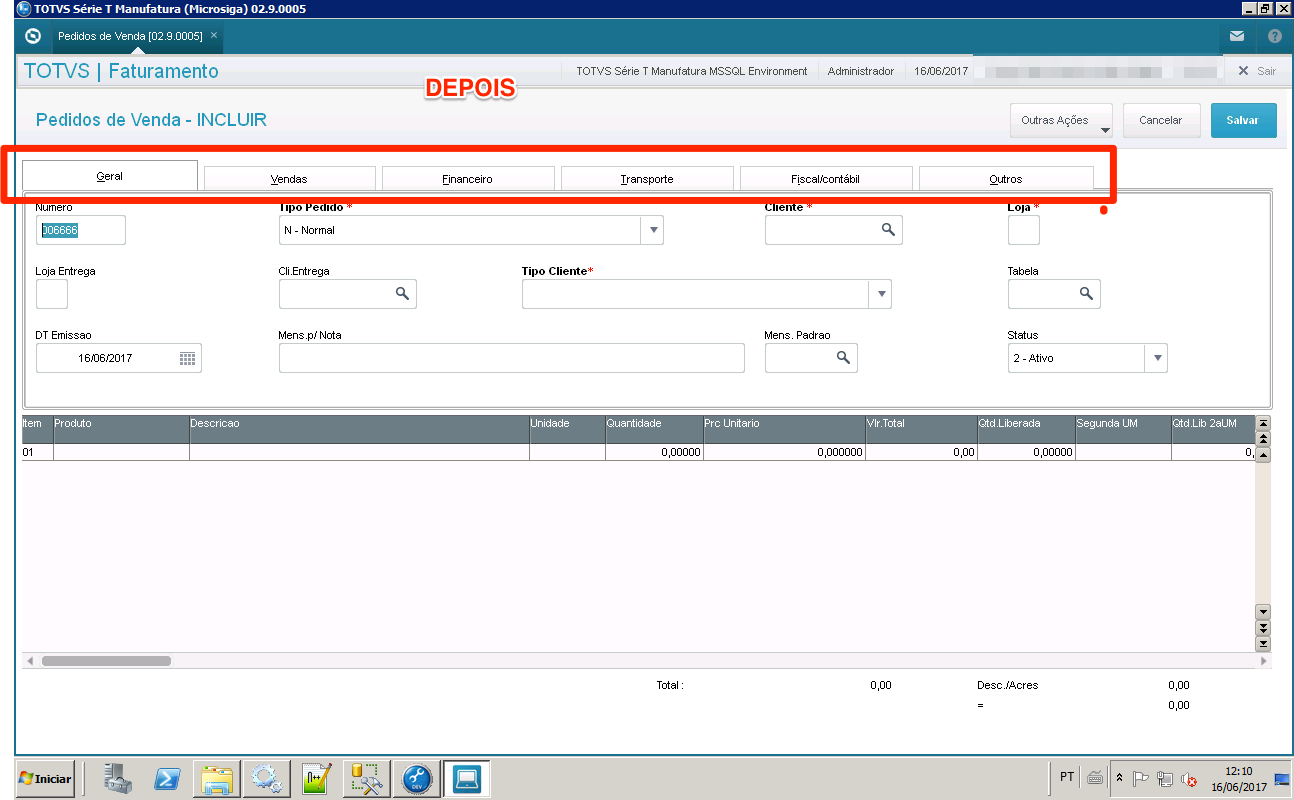 TOTVS Série T Manufatura (Microsiga) 02.9.0005
Pedidos de Venda [02.9.0005] ×
TOTVS | Faturamento
DEPOIS
TOTVS Série T Manufatura MSSQL Environment
Administrador
16/06/2017
Sair
Pedidos de Venda - INCLUIR
Outras Ações
Cancelar
Salvar
Geral
Vendas
Financeiro
Transporte
Fiscal/contábil
Outros
Numero
Tipo Pedido *
Cliente *
Loja *
006666
N - Normal
Loja Entrega
Cli.Entrega
Tipo Cliente*
Tabela
DT Emissao
Mens.p/ Nota
Mens. Padrao
Status
16/06/2017
2 - Ativo
Item Produto Descricao Unidade Quantidade Prc Unitario Vlr.Total Qtd.Liberada Segunda UM Qtd.Lib 2aUM
01 0,00000 0,000000 0,00 0,00000 0,
Total : 0,00 Desc./Acres 0,00
= 0,00
Iniciar
n++
DEV
PT
12:10
16/06/2017